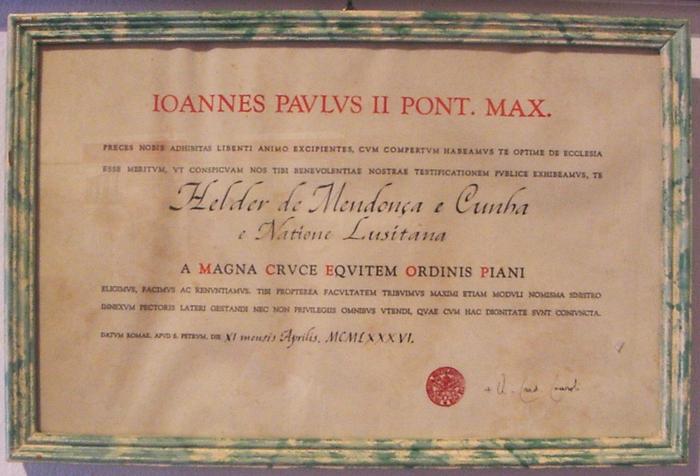 IOANNES PAVLVS II PONT. MAX.
PRECES NOBIS ADHIBITAS LIBENTI ANIMO EXCIPIENTES, CVM COMPERTVM HABEAMVS TE OPTIME DE ECCLESIA
ESSE MERITVM, VT CONSPICVAM NOS TIBI BENEVOLENTIAE NOSTRAE TESTIFICATIONEM PVBLICE EXHIBEAMVS, TE
Helder de Mendonça e Cunha
e Natione Lusitana
A MAGNA CRVCE EQVITEM ORDINIS PIANI
ELIGIMVS, FACIMVS AC RENVNTIAMVS. TIBI PROPTEREA FACVLTATEM TRIBVIMVS MAXIMI ETIAM MODVLI NOMISMA SINISTRO
INNEXVM PECTORIS LATERI GESTANDI NEC NON PRIVILEGIIS OMNIBVS VTENDI, QVAE CVM HAC DIGNITATE SVNT CONIVNCTA.
DATVM ROMAE, APVD S. PETRVM, DIE XI mensis Aprilis, MCMLXXXVI.